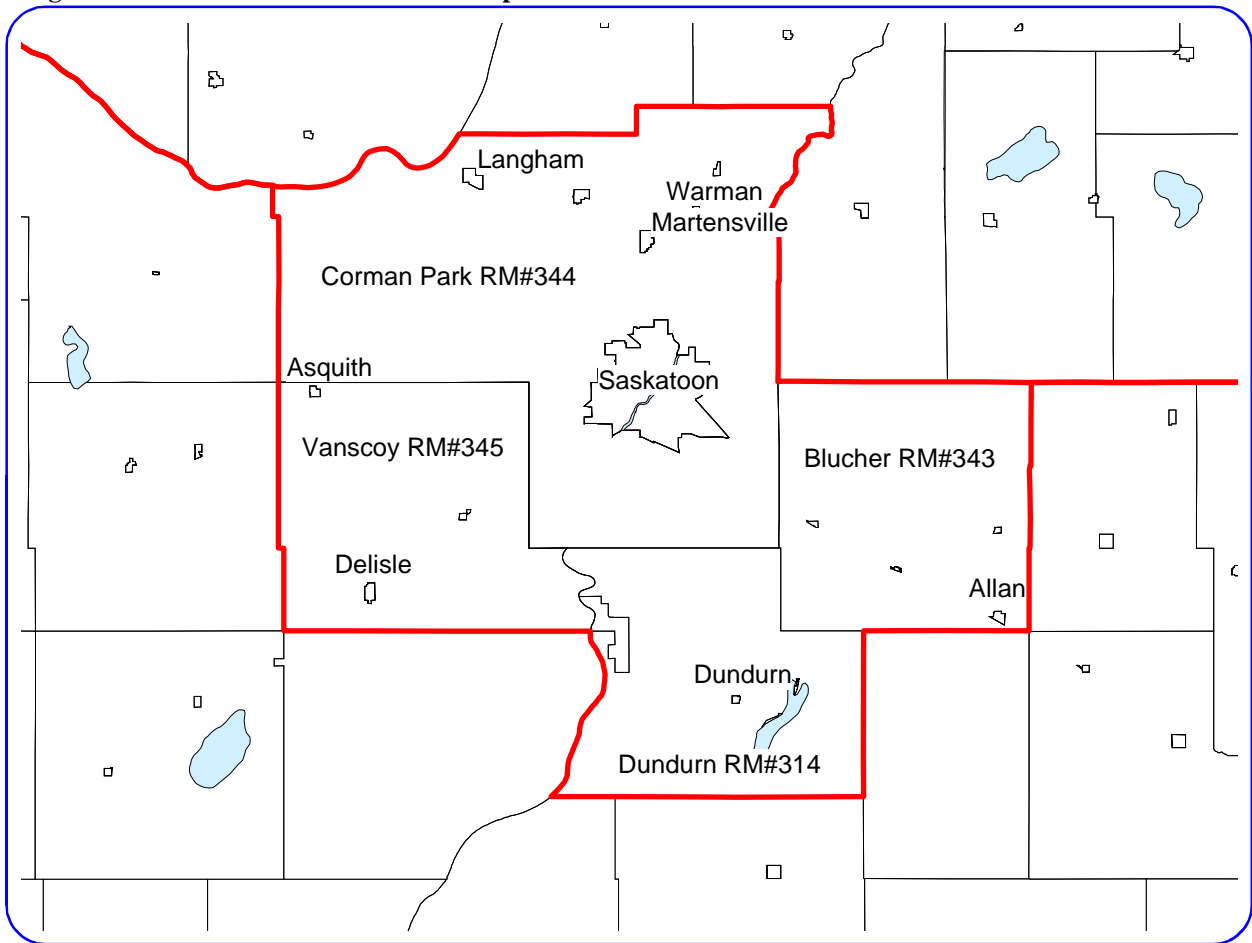 Langham
Warman
Martensville
Corman Park RM#344
Asquith
Saskatoon
Vanscoy RM#345
Blucher RM#343
Delisle
Allan
Dundurn
Dundurn RM#314